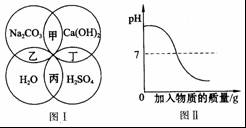 Na₂CO₃ 甲 Ca(OH)₂
乙 丁
H₂O 丙 H₂SO₄
图Ⅰ
pH
7
0
加入物质的质量/g
图Ⅱ